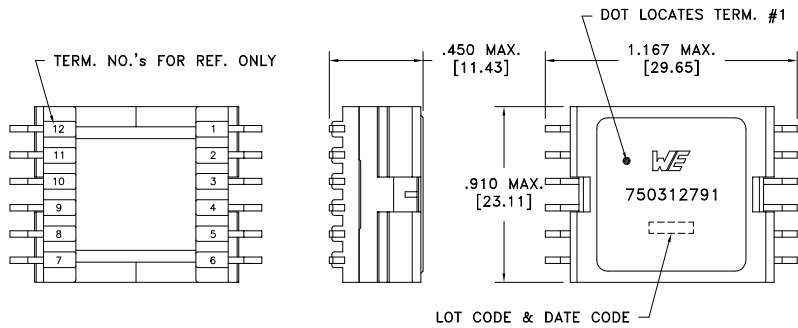 DOT LOCATES TERM. #1
TERM. NO.'s FOR REF. ONLY
.450 MAX.
[11.43]
1.167 MAX.
[29.65]
12 1
11 2
10 3
9 4
8 5
7 6
.910 MAX.
[23.11]
WE
750312791
LOT CODE & DATE CODE